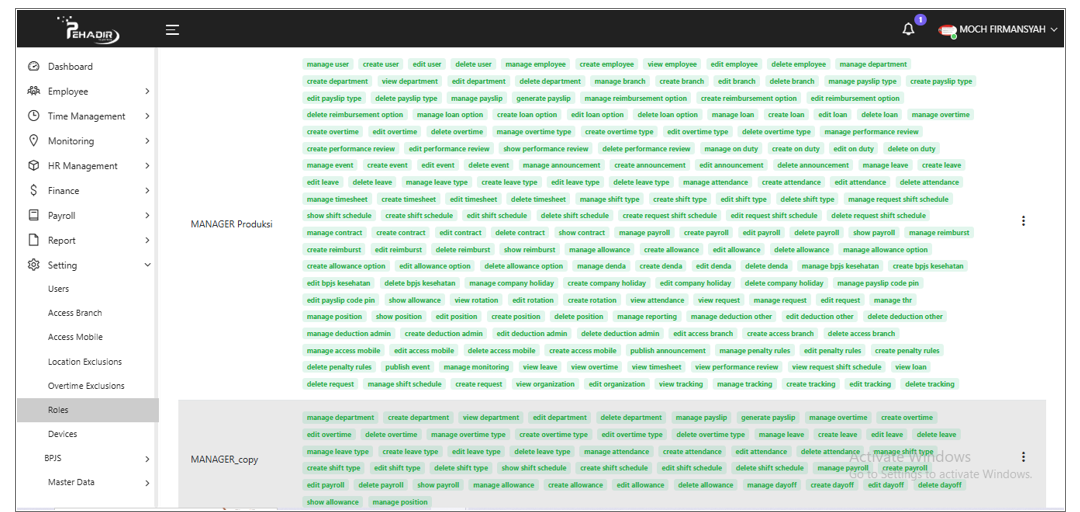 PEHADIR
1
MOCH FIRMANSYAH
Dashboard
Employee
Time Management
Monitoring
HR Management
Finance
Payroll
Report
Setting
Users
Access Branch
Access Mobile
Location Exclusions
Overtime Exclusions
Roles
Devices
BPJS
Master Data
MANAGER Produksi
manage user create user edit user delete user manage employee create employee view employee edit employee delete employee manage department
create department view department edit department delete department manage branch create branch edit branch delete branch manage payslip type create payslip type
edit payslip type delete payslip type manage payslip generate payslip manage reimbursement option create reimbursement option edit reimbursement option
delete reimbursement option manage loan option create loan option edit loan option delete loan option manage loan create loan edit loan delete loan manage overtime
create overtime edit overtime delete overtime manage overtime type create overtime type edit overtime type delete overtime type manage performance review
create performance review edit performance review show performance review delete performance review manage on duty create on duty edit on duty delete on duty
manage event create event edit event delete event manage announcement create announcement edit announcement delete announcement manage leave create leave
edit leave delete leave manage leave type create leave type edit leave type delete leave type manage attendance create attendance edit attendance delete attendance
manage timesheet create timesheet edit timesheet delete timesheet manage shift type create shift type edit shift type delete shift type manage request shift schedule
show shift schedule create shift schedule edit shift schedule delete shift schedule create request shift schedule edit request shift schedule delete request shift schedule
manage contract create contract edit contract delete contract show contract manage payroll create payroll edit payroll delete payroll show payroll manage reimburst
create reimburst edit reimburst delete reimburst show reimburst manage allowance create allowance edit allowance delete allowance manage allowance option
create allowance option edit allowance option delete allowance option manage denda create denda edit denda delete denda manage bpjs kesehatan create bpjs kesehatan
edit bpjs kesehatan delete bpjs kesehatan manage company holiday create company holiday edit company holiday delete company holiday manage payslip code pin
edit payslip code pin show allowance view rotation edit rotation create rotation view attendance view request manage request edit request manage thr
manage position show position edit position create position delete position manage reporting manage deduction other edit deduction other delete deduction other
manage deduction admin create deduction admin edit deduction admin delete deduction admin edit access branch create access branch delete access branch
manage access mobile edit access mobile delete access mobile create access mobile publish announcement manage penalty rules edit penalty rules create penalty rules
delete penalty rules publish event manage monitoring view leave view overtime view timesheet view performance review view request shift schedule view loan
delete request manage shift schedule create request view organization edit organization view tracking manage tracking create tracking edit tracking delete tracking
MANAGER_copy
manage department create department view department edit department delete department manage payslip generate payslip manage overtime create overtime
edit overtime delete overtime manage overtime type create overtime type edit overtime type delete overtime type manage leave create leave edit leave delete leave
manage leave type create leave type edit leave type delete leave type manage attendance create attendance edit attendance delete attendance manage shift type
create shift type edit shift type delete shift type show shift schedule create shift schedule edit shift schedule delete shift schedule manage payroll create payroll
edit payroll delete payroll show payroll manage allowance create allowance edit allowance delete allowance manage dayoff create dayoff edit dayoff delete dayoff
show allowance manage position
Activate Windows
Go to Settings to activate Windows.